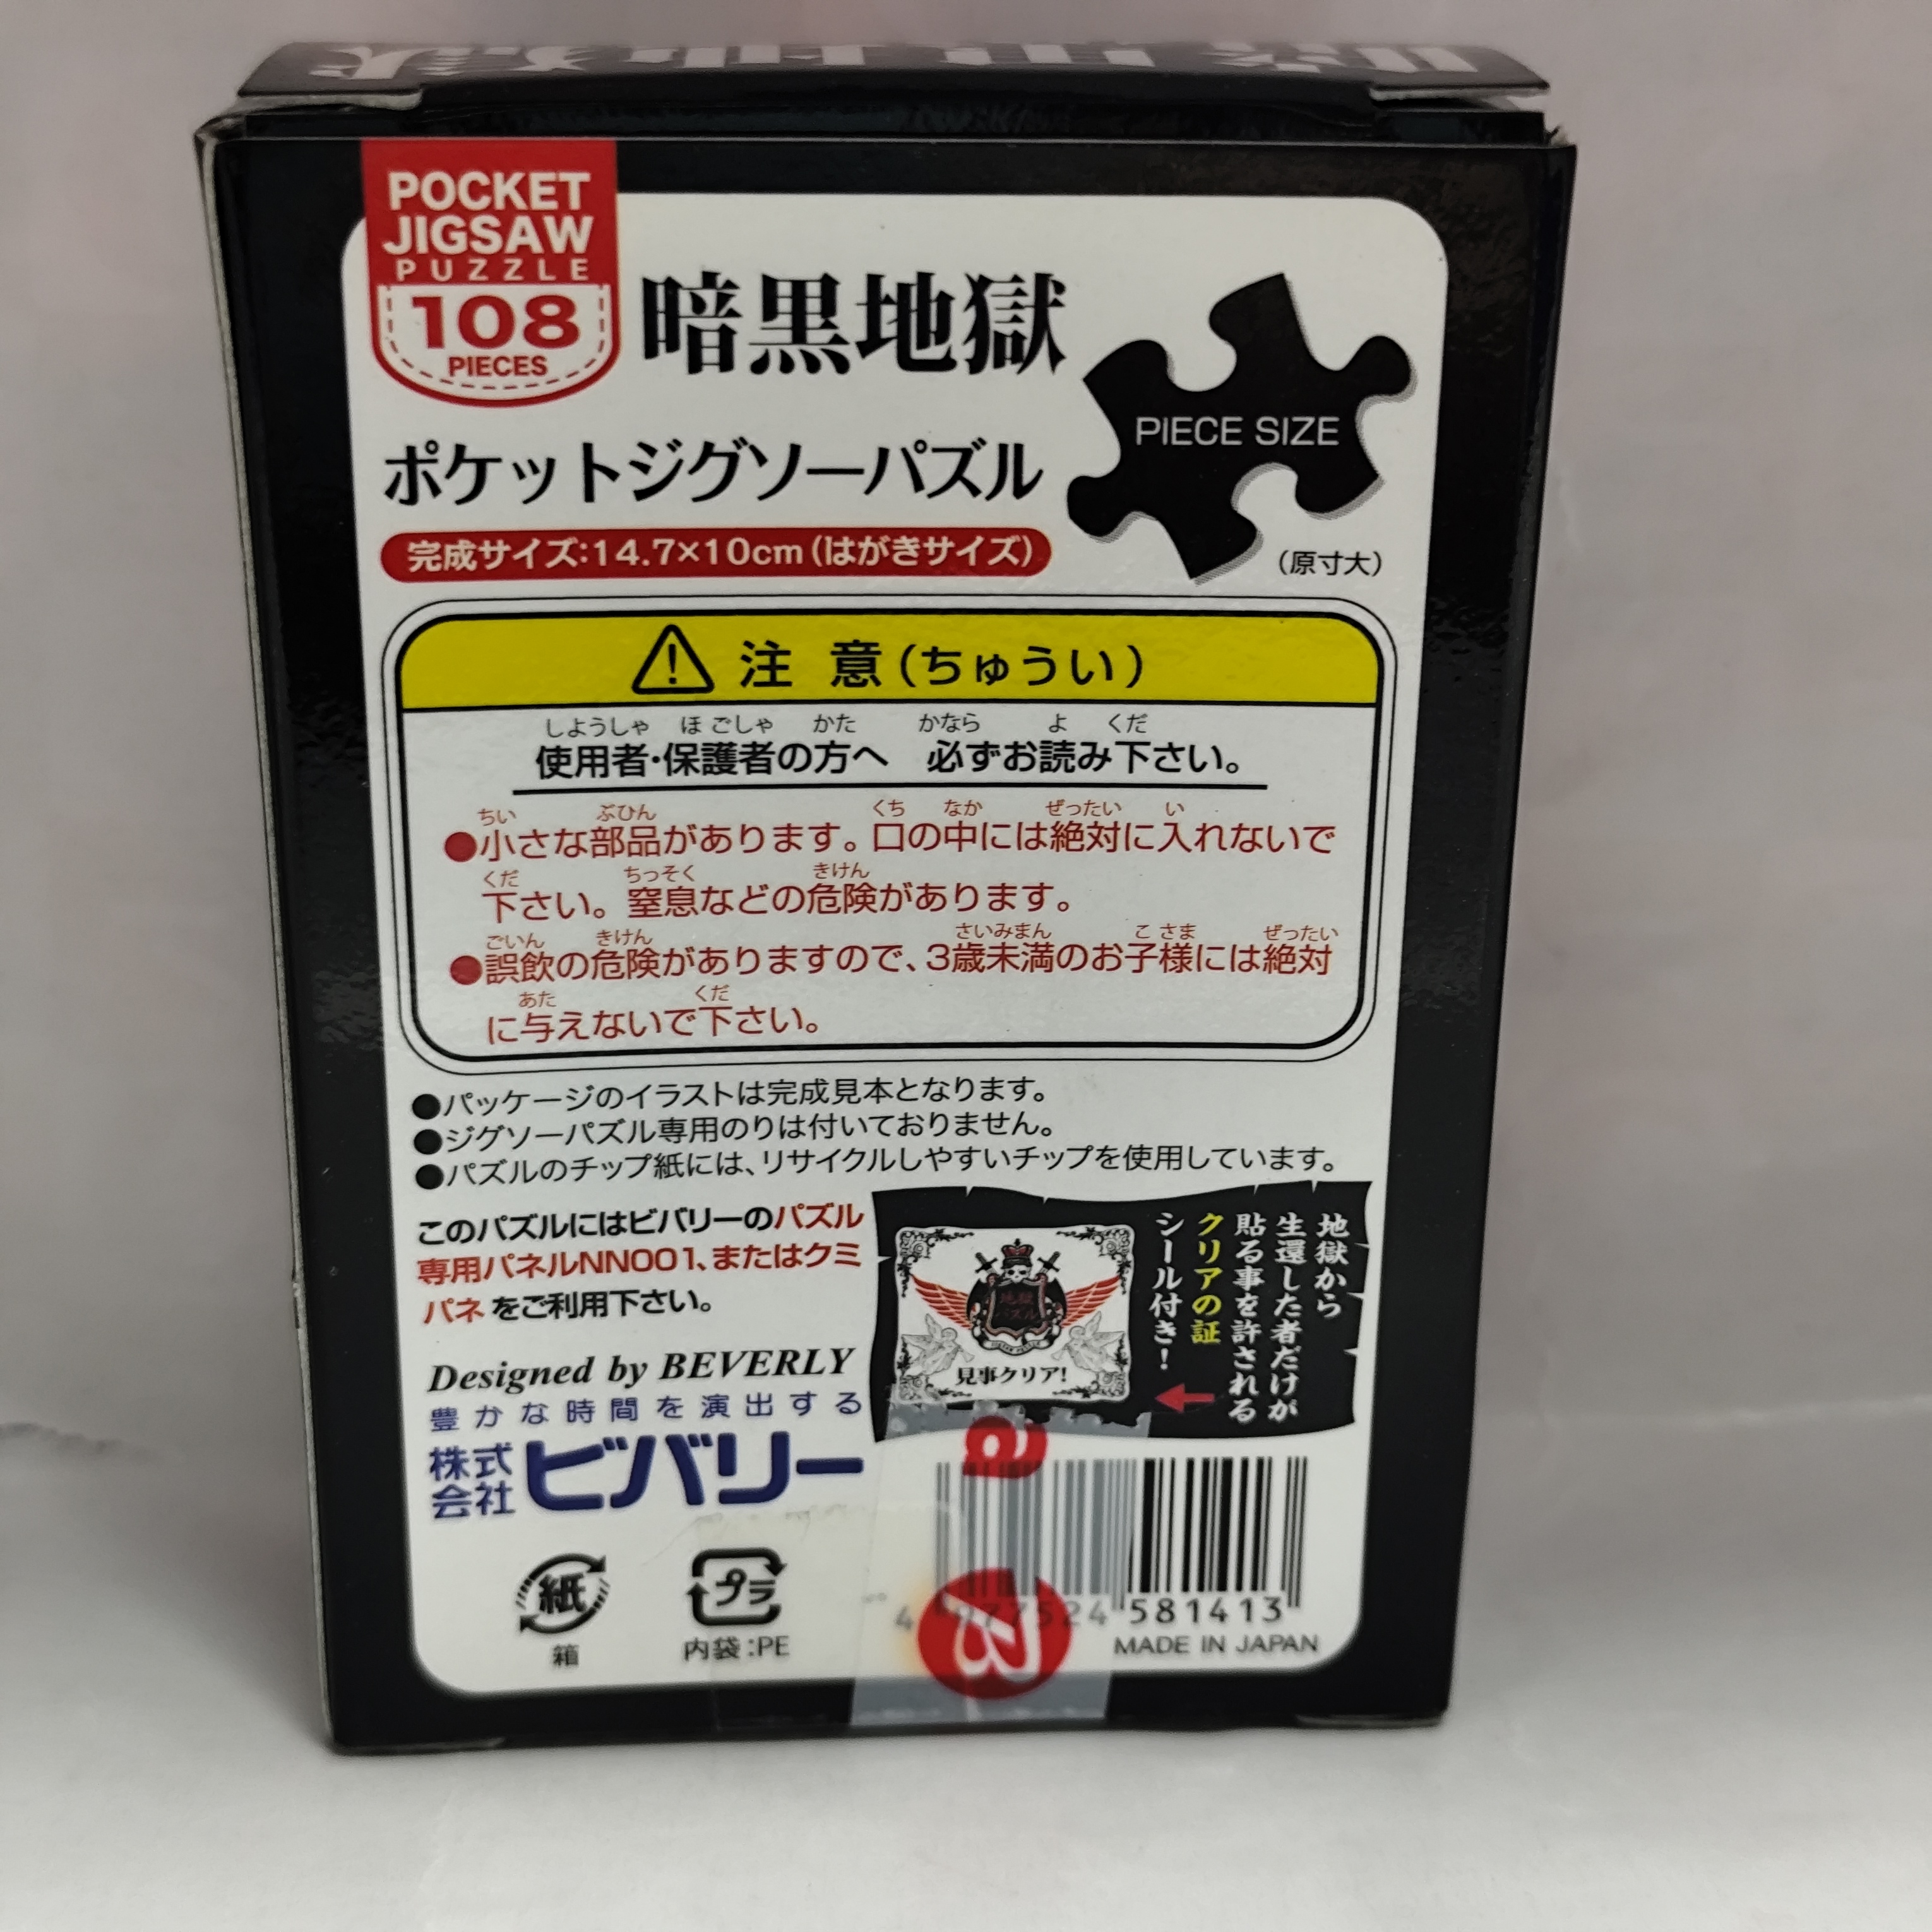 POCKET
JIGSAW
PUZZLE
108
PIECES
暗黒地獄
PIECE SIZE
(原寸大)
ポケットジグソーパズル
完成サイズ:14.7×10cm(はがきサイズ)
注 意(ちゅうい)
しようしゃ ほごしゃ かた かなら よ くだ
使用者・保護者の方へ 必ずお読み下さい。
ちい ぶひん くち なか ぜったい い
●小さな部品があります。口の中には絶対に入れないで
くだ ちっそく きけん
下さい。窒息などの危険があります。
ごいん きけん さいみまん こ さま ぜったい
●誤飲の危険がありますので、3歳未満のお子様には絶対
あた くだ
に与えないで下さい。
●パッケージのイラストは完成見本となります。
●ジグソーパズル専用のりは付いておりません。
●パズルのチップ紙には、リサイクルしやすいチップを使用しています。
このパズルにはビバリーのパズル
専用パネルNN001、またはクミ
パネをご利用下さい。
地獄から
生還した者だけが
貼る事を許される
クリアの証
シール付き!
地獄
パズル
見事クリア!
Designed by BEVERLY
豊かな時間を演出する
株式
会社
ビバリー
紙
箱
プラ
内袋:PE
4 977524 581413
MADE IN JAPAN